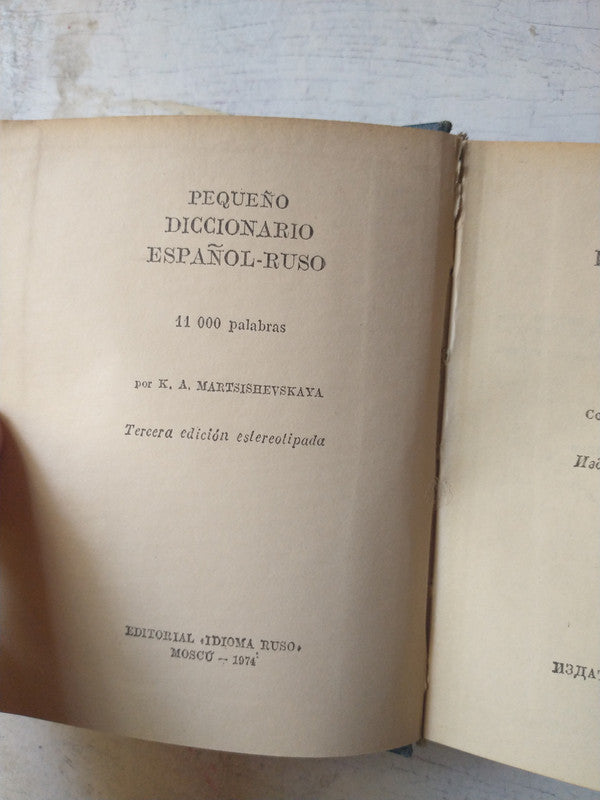 PEQUEÑO
DICCIONARIO
ESPAÑOL-RUSO
11 000 palabras
por K. A. MARTSISHEVSKAYA
Tercera edición estereotipada
EDITORIAL «IDIOMA RUSO»
MOSCÚ — 1974